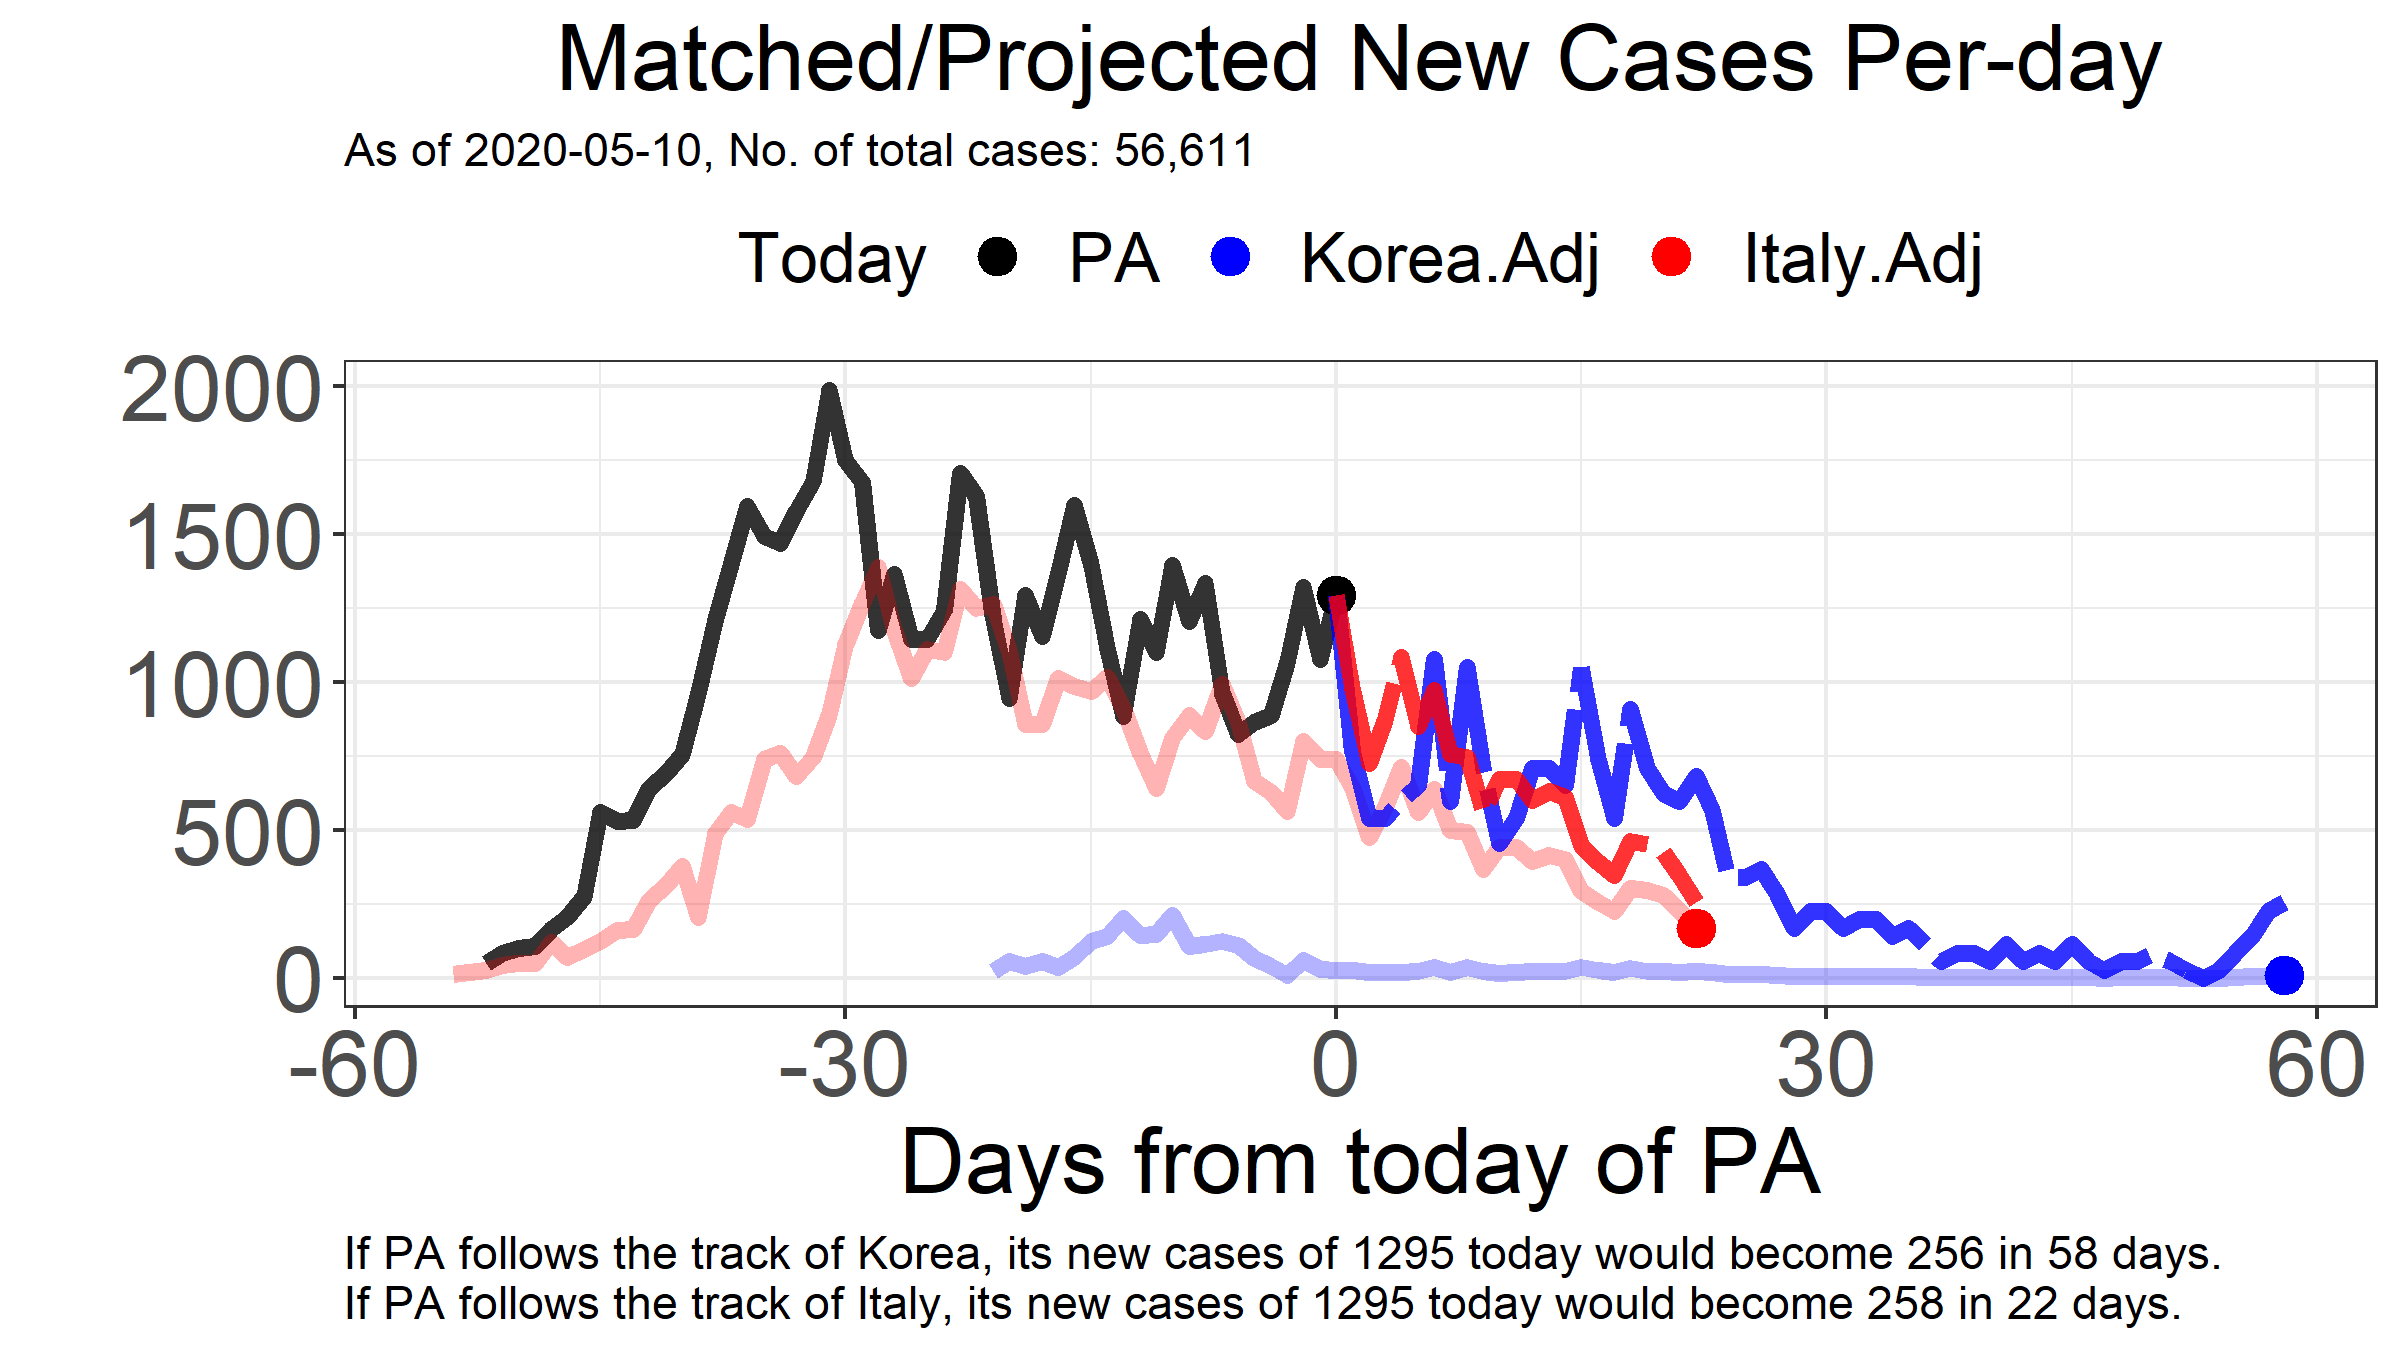 Matched/Projected New Cases Per-day
As of 2020-05-10, No. of total cases: 56,611
Today PA Korea.Adj Italy.Adj
2000
1500
1000
500
0
-60 -30 0 30 60
Days from today of PA
If PA follows the track of Korea, its new cases of 1295 today would become 256 in 58 days.
If PA follows the track of Italy, its new cases of 1295 today would become 258 in 22 days.